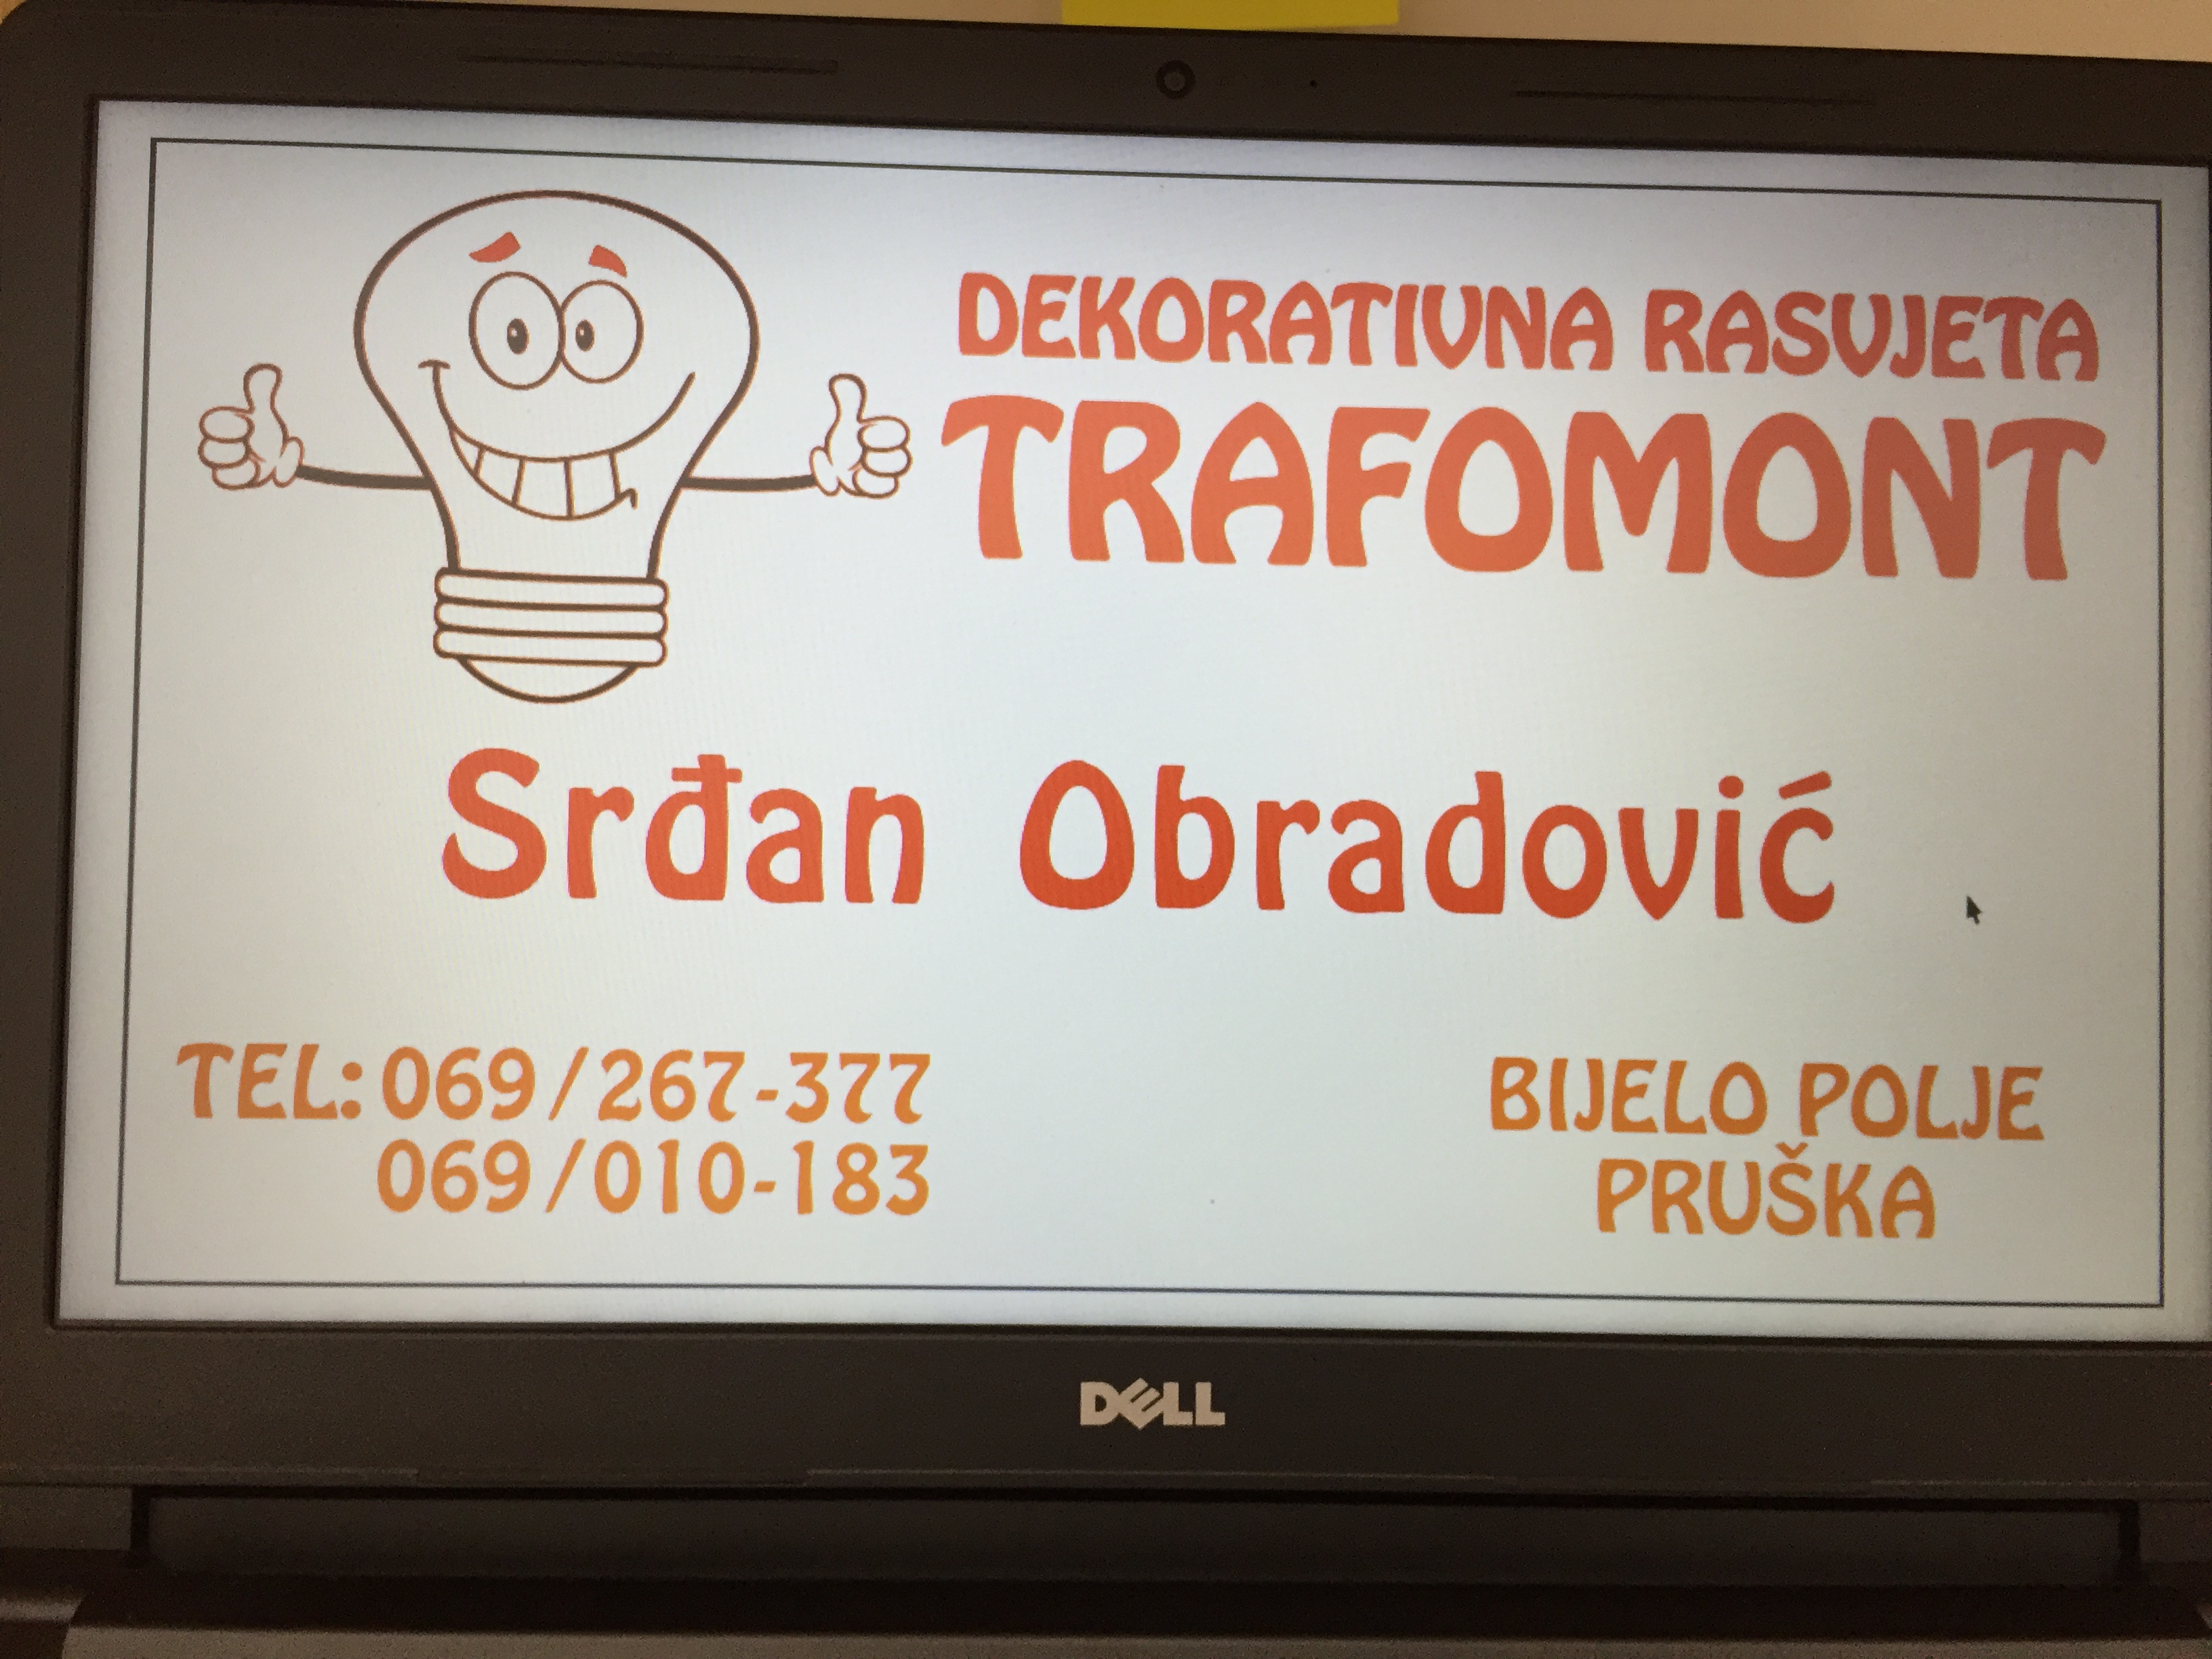 DEKORATIVNA RASVJETA
TRAFOMONT
Srđan Obradović
TEL: 069/267-377
069/010-183
BIJELO POLJE
PRUŠKA
DELL